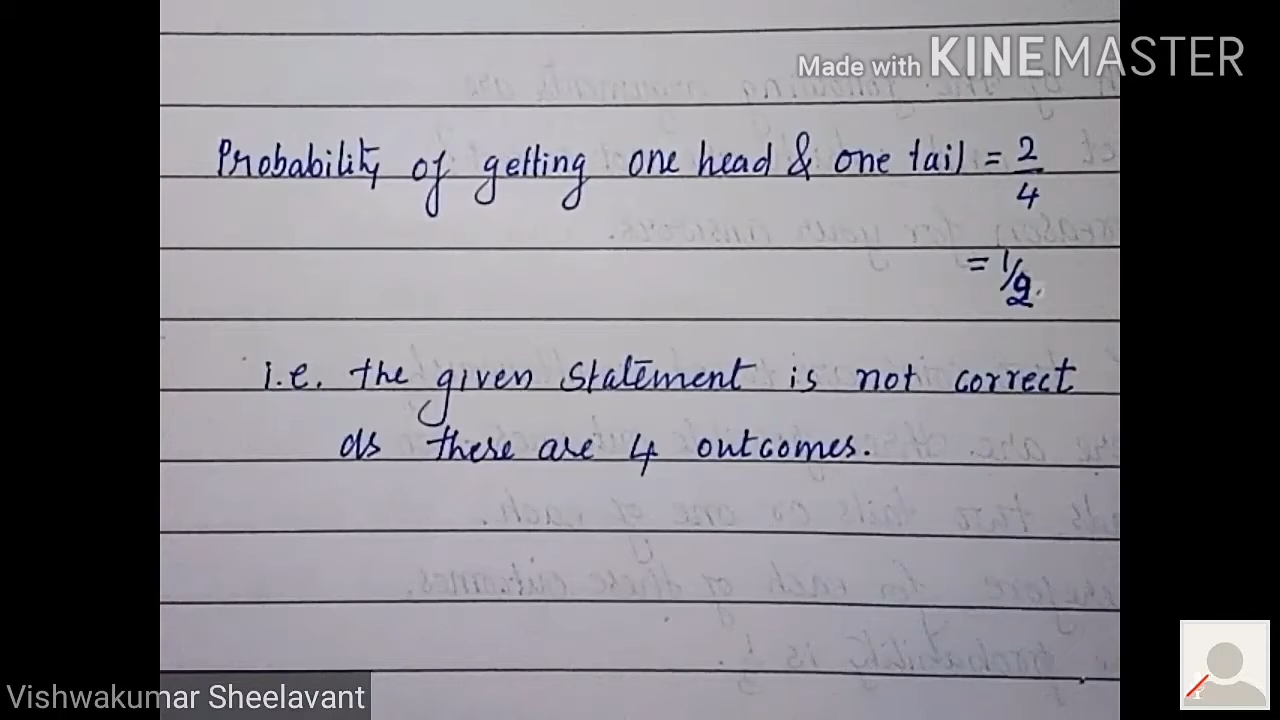 Made with KINEMASTER
Probability of getting one head & one tail = 2/4
= 1/2.
i.e. the given statement is not correct
as these are 4 outcomes.
Vishwakumar Sheelavant